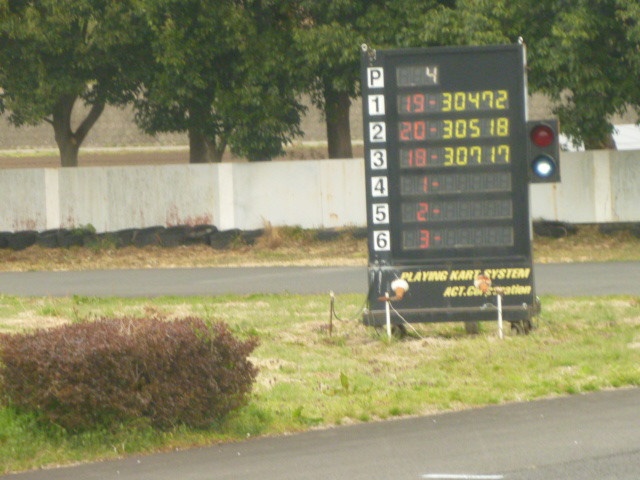 P 4
1 19- 30472
2 20- 30518
3 18- 30717
4 1-
5 2-
6 3-
PLAYING KART SYSTEM
ACT.Corporation